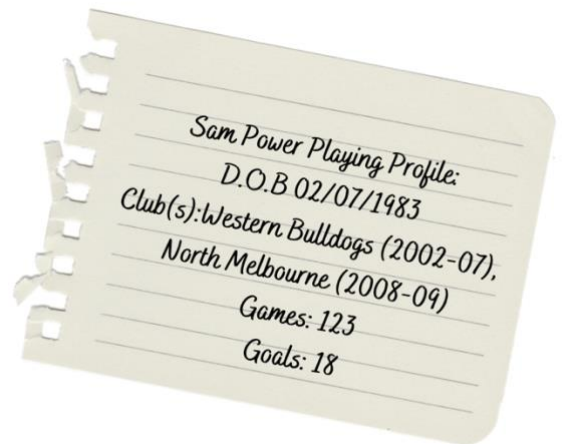 Sam Power Playing Profile:
D.O.B 02/07/1983
Club(s):Western Bulldogs (2002-07),
North Melbourne (2008-09)
Games: 123
Goals: 18